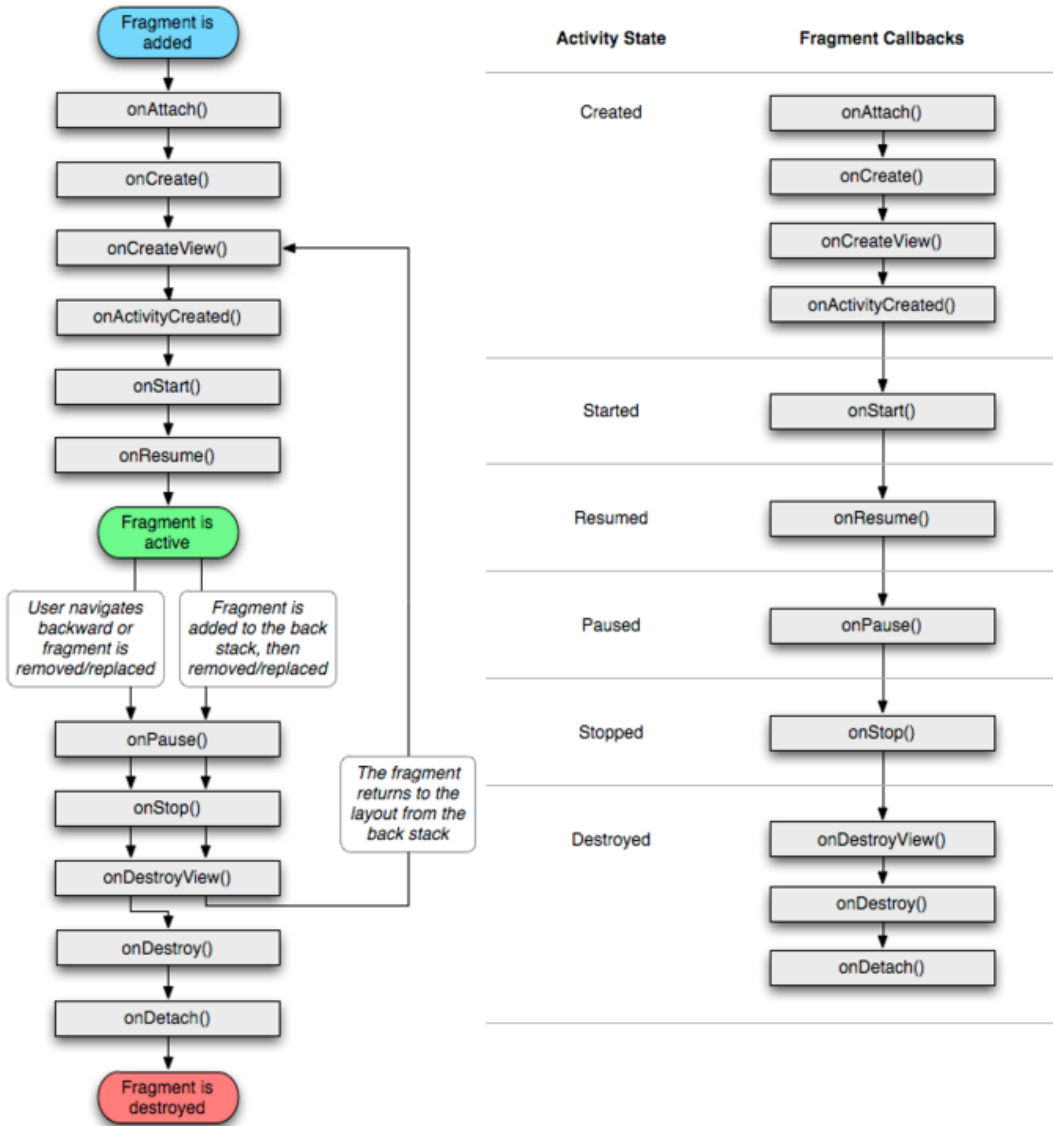 Fragment is
added
onAttach()
onCreate()
onCreateView()
onActivityCreated()
onStart()
onResume()
Fragment is
active
User navigates
backward or
fragment is
removed/replaced
Fragment is
added to the back
stack, then
removed/replaced
onPause()
onStop()
onDestroyView()
The fragment
returns to the
layout from the
back stack
onDestroy()
onDetach()
Fragment is
destroyed
Activity State
Fragment Callbacks
Created
onAttach()
onCreate()
onCreateView()
onActivityCreated()
Started
onStart()
Resumed
onResume()
Paused
onPause()
Stopped
onStop()
Destroyed
onDestroyView()
onDestroy()
onDetach()